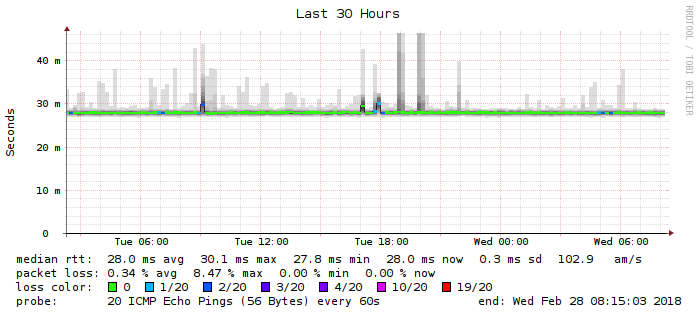 Last 30 Hours
RRDTOOL / TOBI OETIKER
Seconds
40 m
30 m
20 m
10 m
0
Tue 06:00 Tue 12:00 Tue 18:00 Wed 00:00 Wed 06:00
median rtt: 28.0 ms avg 30.1 ms max 27.8 ms min 28.0 ms now 0.3 ms sd 102.9 am/s
packet loss: 0.34 % avg 8.47 % max 0.00 % min 0.00 % now
loss color: 0 1/20 2/20 3/20 4/20 10/20 19/20
probe: 20 ICMP Echo Pings (56 Bytes) every 60s end: Wed Feb 28 08:15:03 2018